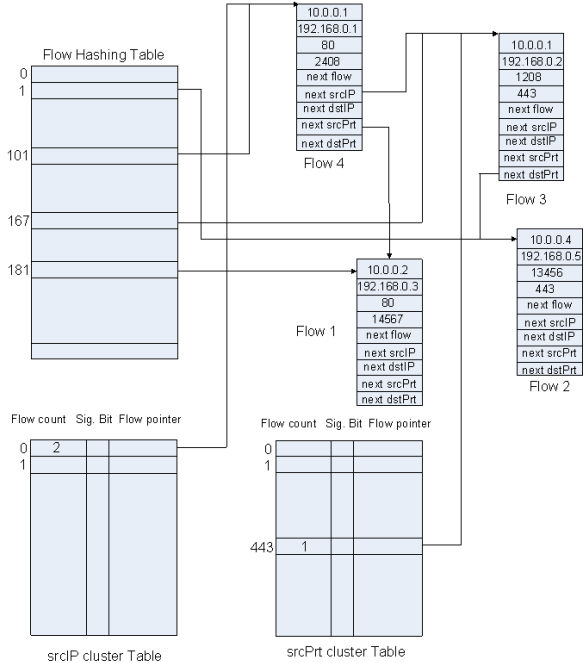 Flow Hashing Table
0
1
101
167
181
10.0.0.1
192.168.0.1
80
2408
next flow
next srcIP
next dstIP
next srcPrt
next dstPrt
Flow 4
10.0.0.1
192.168.0.2
1208
443
next flow
next srcIP
next dstIP
next srcPrt
next dstPrt
Flow 3
10.0.0.2
192.168.0.3
80
14567
next flow
next srcIP
next dstIP
next srcPrt
next dstPrt
Flow 1
10.0.0.4
192.168.0.5
13456
443
next flow
next srcIP
next dstIP
next srcPrt
next dstPrt
Flow 2
Flow count Sig. Bit Flow pointer
0 2
1
srcIP cluster Table
Flow count Sig. Bit Flow pointer
0
1
443 1
srcPrt cluster Table